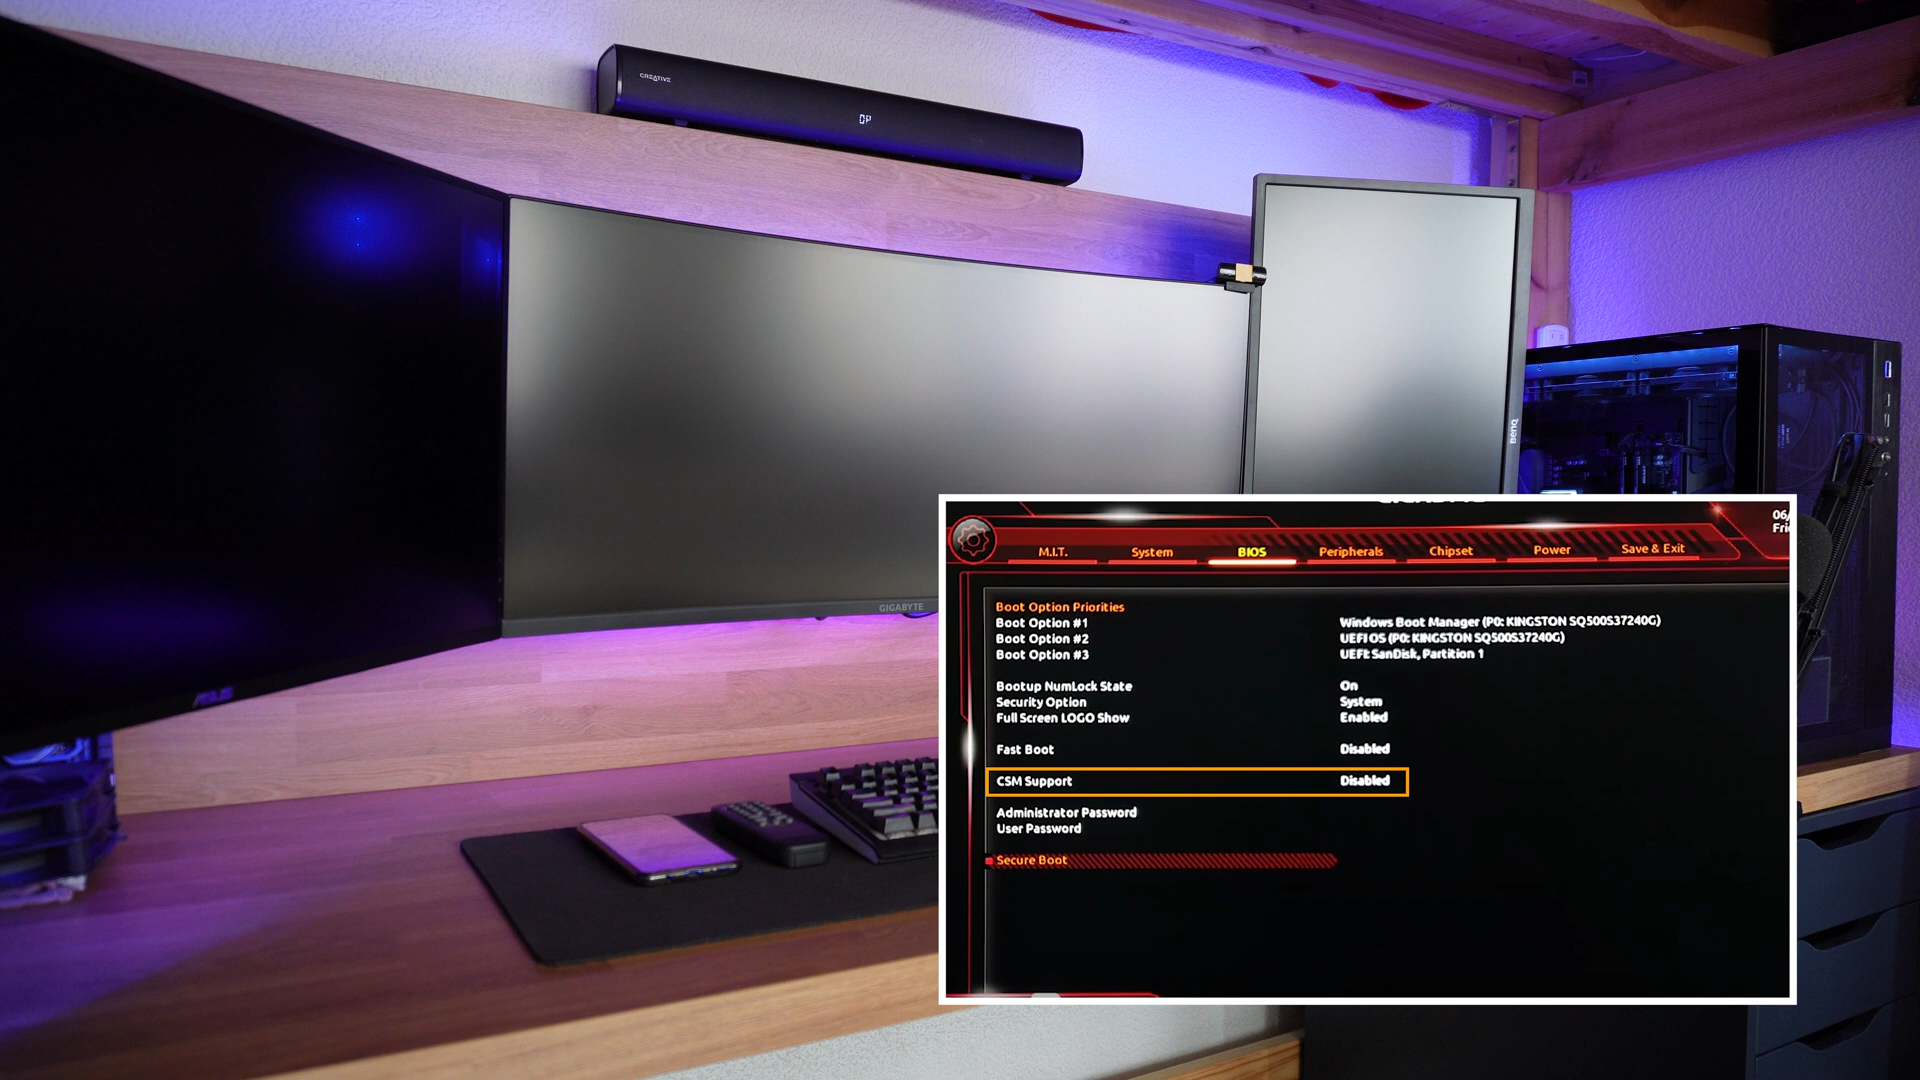 CREATIVE
OP
BENQ
GIGABYTE
ASUS
06/
Fri
M.I.T. System BIOS Peripherals Chipset Power Save & Exit
Boot Option Priorities
Boot Option #1 Windows Boot Manager (P0: KINGSTON SQ500S37240G)
Boot Option #2 UEFI OS (P0: KINGSTON SQ500S37240G)
Boot Option #3 UEFI: SanDisk, Partition 1
Bootup NumLock State On
Security Option System
Full Screen LOGO Show Enabled
Fast Boot Disabled
CSM Support Disabled
Administrator Password
User Password
Secure Boot